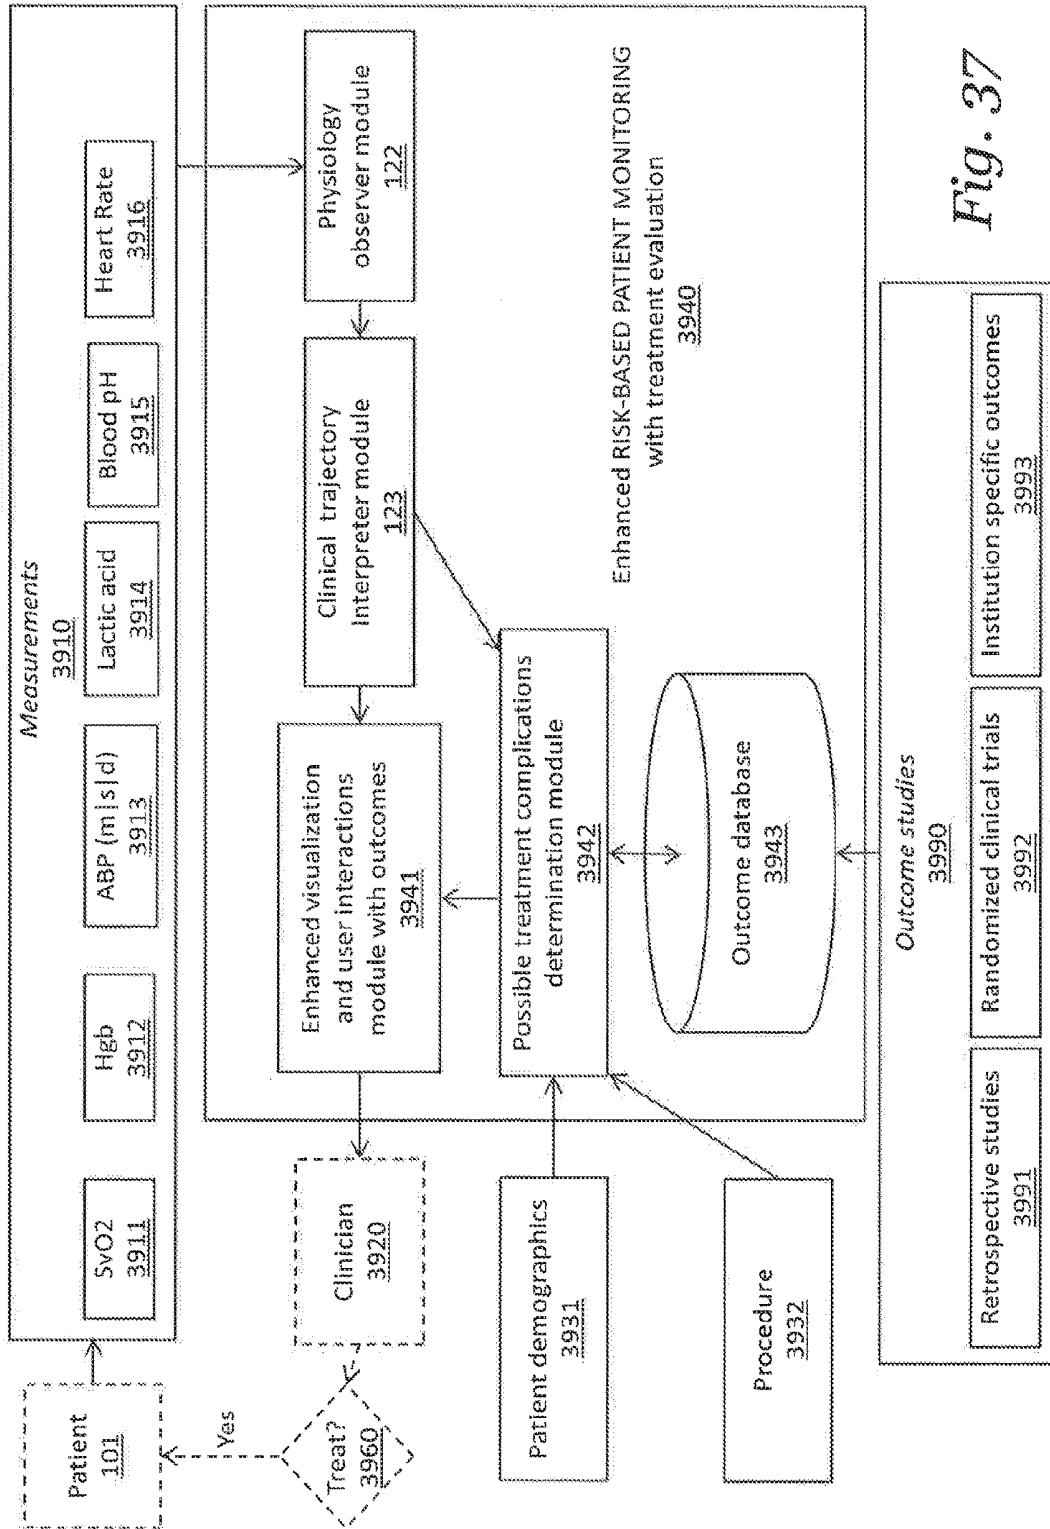 Patient
101
Measurements
3910
SvO2
3911
Hgb
3912
ABP (m|s|d)
3913
Lactic acid
3914
Blood pH
3915
Heart Rate
3916
Yes
Treat?
3960
Clinician
3920
Enhanced visualization
and user interactions
module with outcomes
3941
Clinical trajectory
Interpreter module
123
Physiology
observer module
122
Patient demographics
3931
Possible treatment complications
determination module
3942
Procedure
3932
Outcome database
3943
Enhanced RISK-BASED PATIENT MONITORING
with treatment evaluation
3940
Outcome studies
3990
Retrospective studies
3991
Randomized clinical trials
3992
Institution specific outcomes
3993
Fig. 37